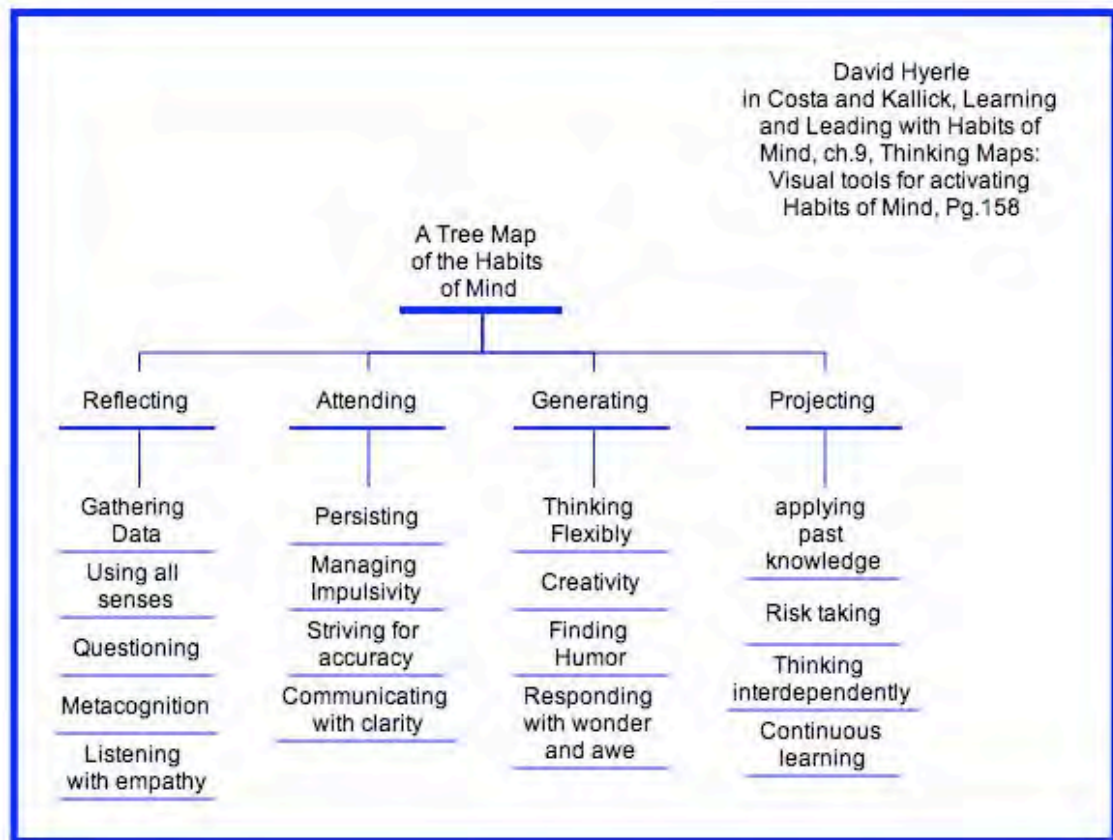 David Hyerle
in Costa and Kallick, Learning
and Leading with Habits of
Mind, ch.9, Thinking Maps:
Visual tools for activating
Habits of Mind, Pg.158
A Tree Map
of the Habits
of Mind
Reflecting
Attending
Generating
Projecting
Gathering
Data
Using all
senses
Questioning
Metacognition
Listening
with empathy
Persisting
Managing
Impulsivity
Striving for
accuracy
Communicating
with clarity
Thinking
Flexibly
Creativity
Finding
Humor
Responding
with wonder
and awe
applying
past
knowledge
Risk taking
Thinking
interdependently
Continuous
learning